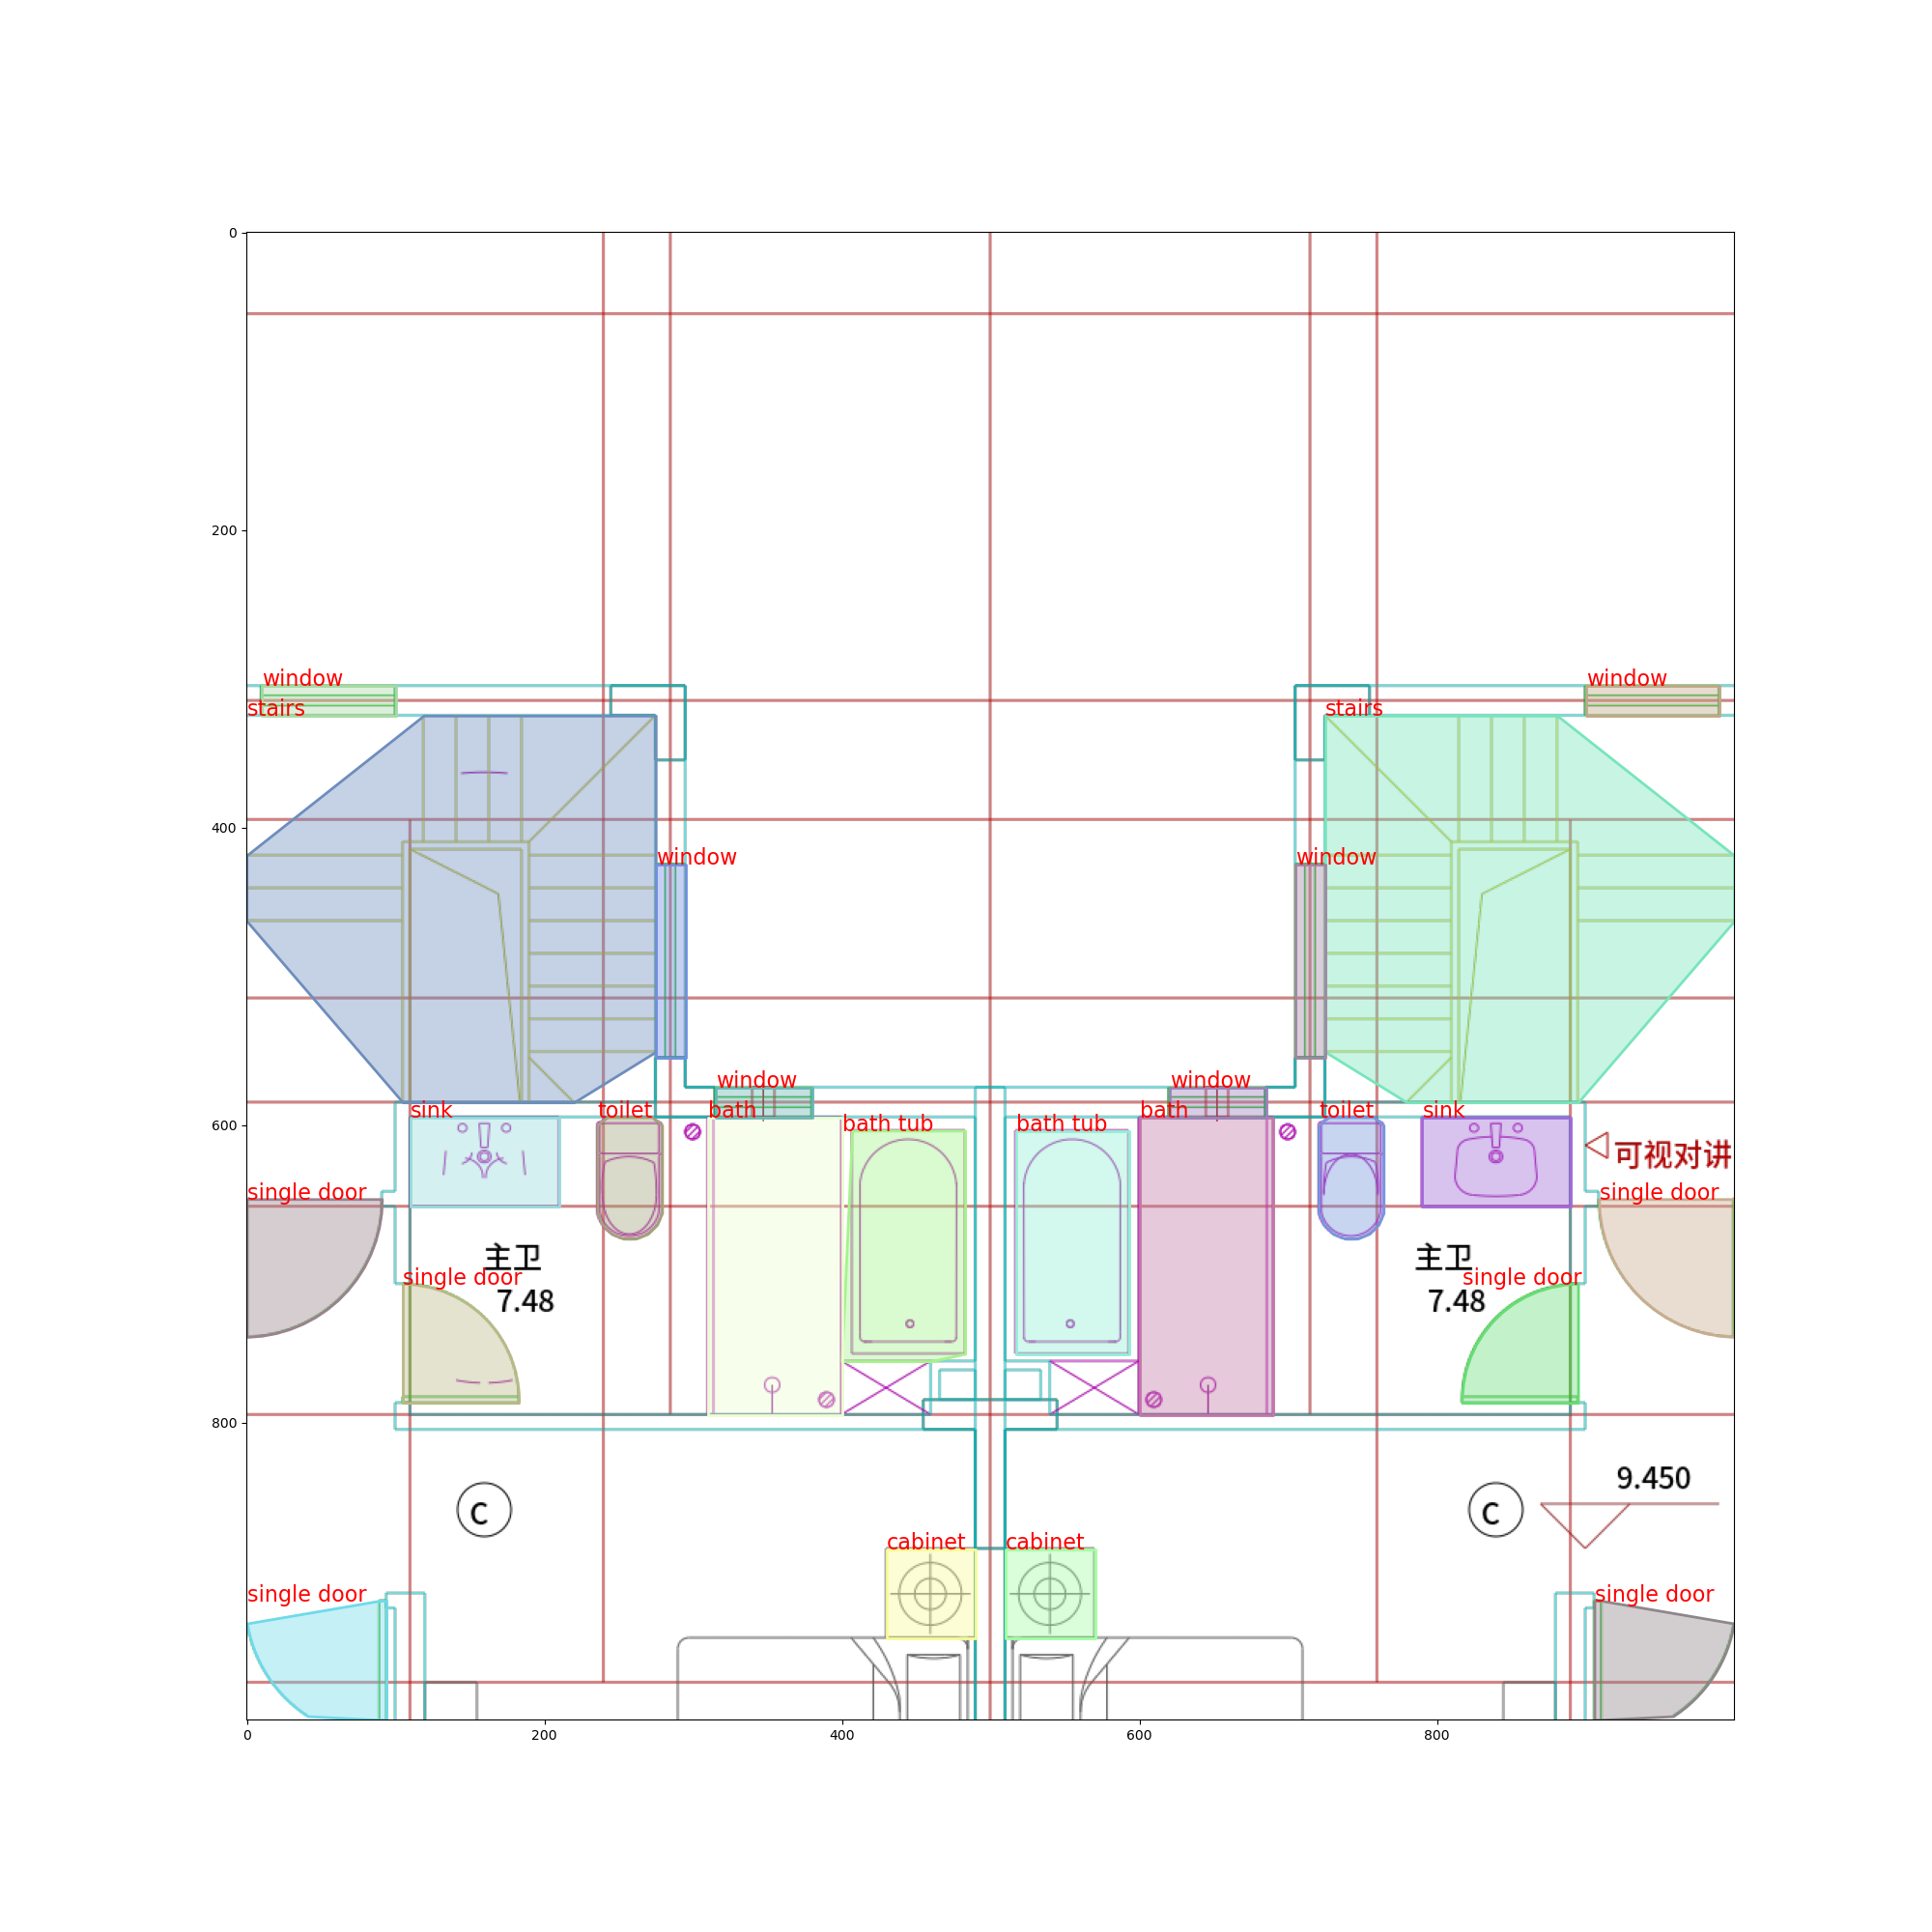 0
200
400
600
800
window
window
stairs
stairs
window
window
window
window
sink
bath
toilet
bath tub
bath tub
bath
toilet
sink
可视对讲
single door
single door
主卫
主卫
single door
single door
7.48
7.48
9.450
C
C
cabinet
cabinet
single door
single door
0
200
400
600
800